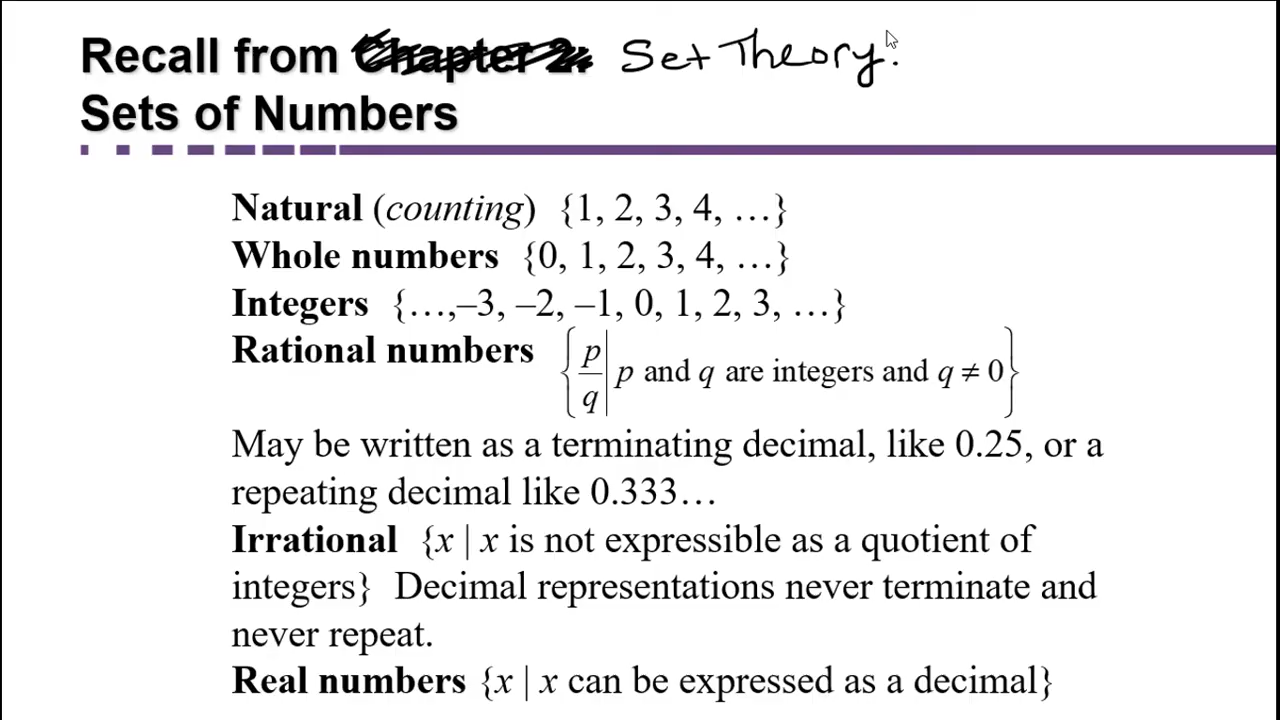 Recall from Chapter 2: Set Theory:
Sets of Numbers
Natural (counting) {1, 2, 3, 4, …}
Whole numbers {0, 1, 2, 3, 4, …}
Integers {…,–3, –2, –1, 0, 1, 2, 3, …}
Rational numbers {p/q | p and q are integers and q ≠ 0}
May be written as a terminating decimal, like 0.25, or a
repeating decimal like 0.333…
Irrational {x | x is not expressible as a quotient of
integers} Decimal representations never terminate and
never repeat.
Real numbers {x | x can be expressed as a decimal}